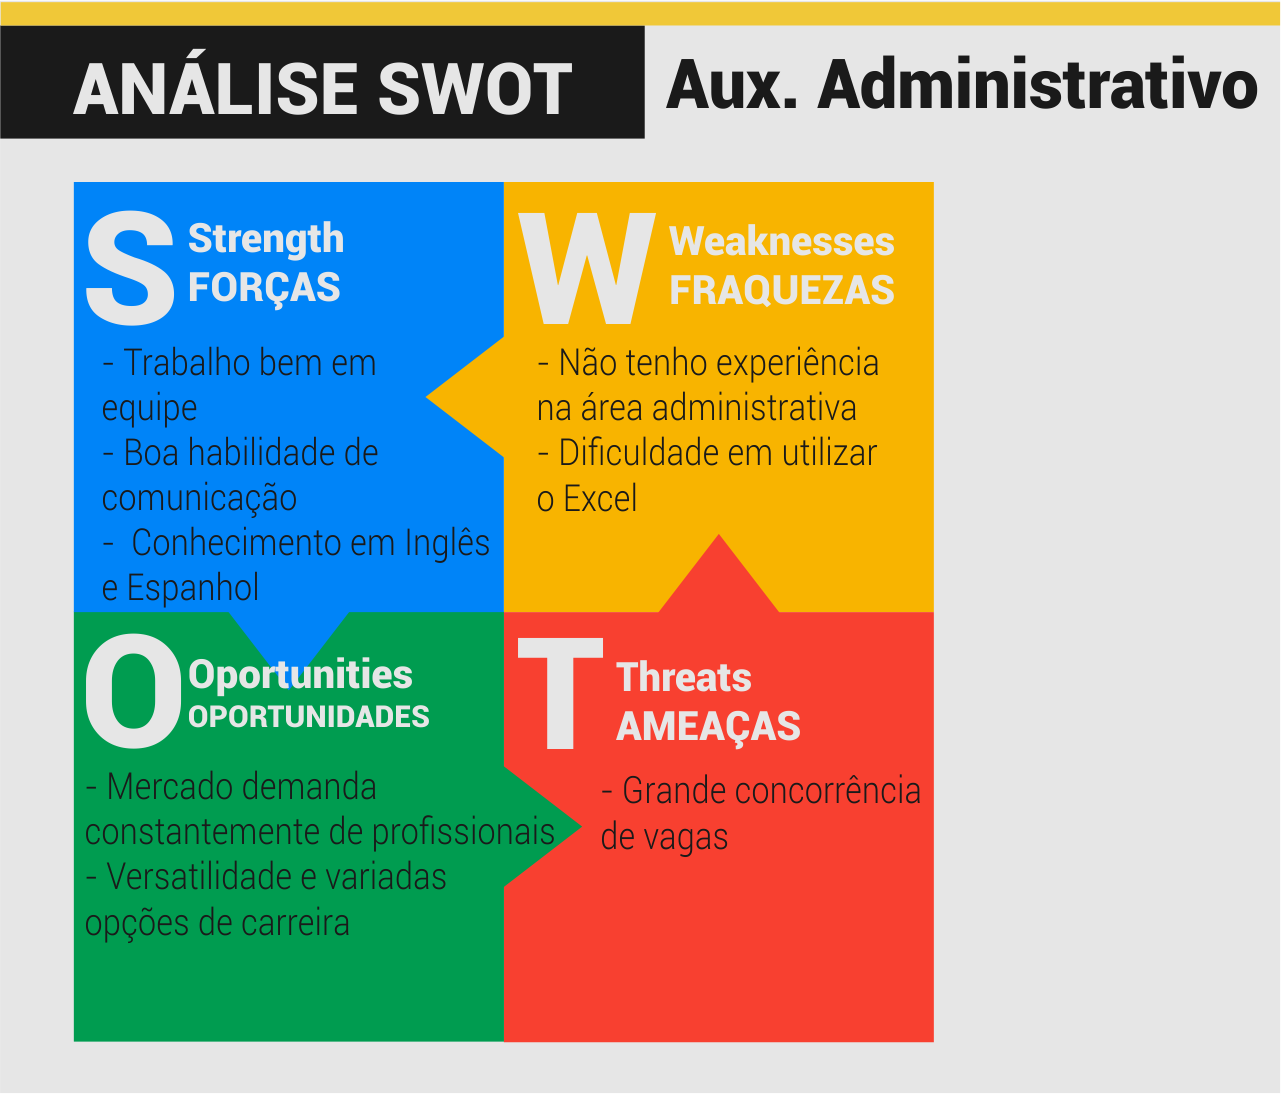 ANÁLISE SWOT
Aux. Administrativo
S
Strength
FORÇAS
- Trabalho bem em
equipe
- Boa habilidade de
comunicação
- Conhecimento em Inglês
e Espanhol
W
Weaknesses
FRAQUEZAS
- Não tenho experiência
na área administrativa
- Dificuldade em utilizar
o Excel
O
Oportunities
OPORTUNIDADES
- Mercado demanda
constantemente de profissionais
- Versatilidade e variadas
opções de carreira
T
Threats
AMEAÇAS
- Grande concorrência
de vagas